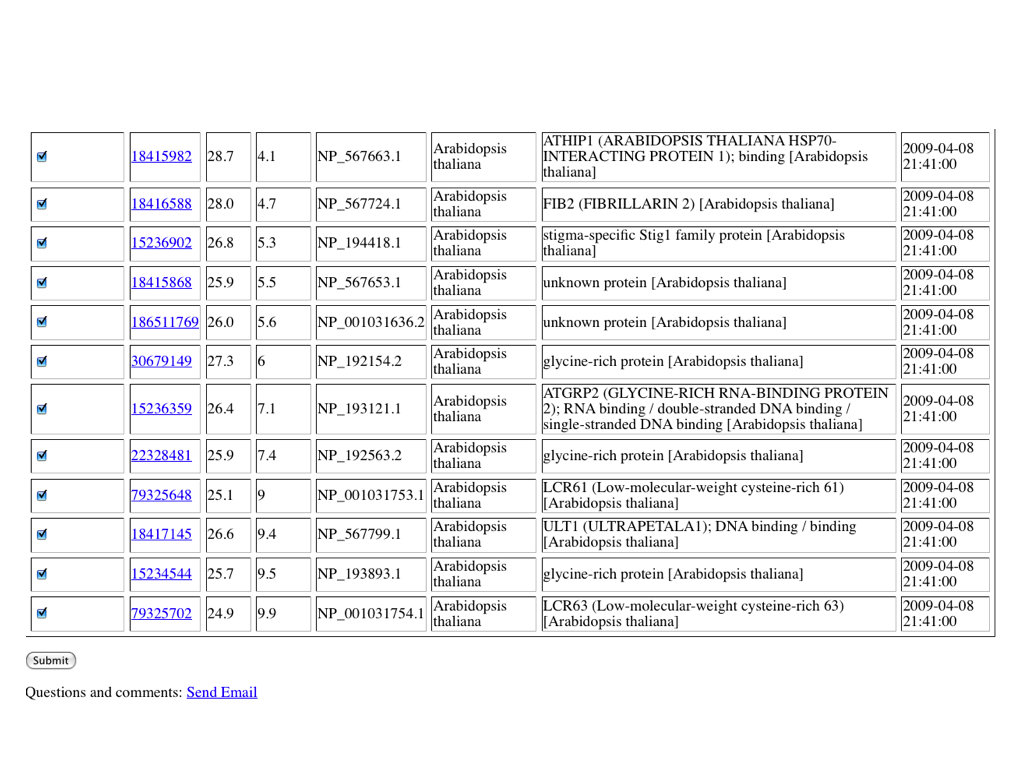 18415982 28.7 4.1 NP_567663.1 Arabidopsis thaliana ATHIP1 (ARABIDOPSIS THALIANA HSP70-
INTERACTING PROTEIN 1); binding [Arabidopsis
thaliana] 2009-04-08 21:41:00
18416588 28.0 4.7 NP_567724.1 Arabidopsis thaliana FIB2 (FIBRILLARIN 2) [Arabidopsis thaliana] 2009-04-08 21:41:00
15236902 26.8 5.3 NP_194418.1 Arabidopsis thaliana stigma-specific Stig1 family protein [Arabidopsis
thaliana] 2009-04-08 21:41:00
18415868 25.9 5.5 NP_567653.1 Arabidopsis thaliana unknown protein [Arabidopsis thaliana] 2009-04-08 21:41:00
186511769 26.0 5.6 NP_001031636.2 Arabidopsis thaliana unknown protein [Arabidopsis thaliana] 2009-04-08 21:41:00
30679149 27.3 6 NP_192154.2 Arabidopsis thaliana glycine-rich protein [Arabidopsis thaliana] 2009-04-08 21:41:00
15236359 26.4 7.1 NP_193121.1 Arabidopsis thaliana ATGRP2 (GLYCINE-RICH RNA-BINDING PROTEIN
2); RNA binding / double-stranded DNA binding /
single-stranded DNA binding [Arabidopsis thaliana] 2009-04-08 21:41:00
22328481 25.9 7.4 NP_192563.2 Arabidopsis thaliana glycine-rich protein [Arabidopsis thaliana] 2009-04-08 21:41:00
79325648 25.1 9 NP_001031753.1 Arabidopsis thaliana LCR61 (Low-molecular-weight cysteine-rich 61)
[Arabidopsis thaliana] 2009-04-08 21:41:00
18417145 26.6 9.4 NP_567799.1 Arabidopsis thaliana ULT1 (ULTRAPETALA1); DNA binding / binding
[Arabidopsis thaliana] 2009-04-08 21:41:00
15234544 25.7 9.5 NP_193893.1 Arabidopsis thaliana glycine-rich protein [Arabidopsis thaliana] 2009-04-08 21:41:00
79325702 24.9 9.9 NP_001031754.1 Arabidopsis thaliana LCR63 (Low-molecular-weight cysteine-rich 63)
[Arabidopsis thaliana] 2009-04-08 21:41:00
Submit
Questions and comments: Send Email